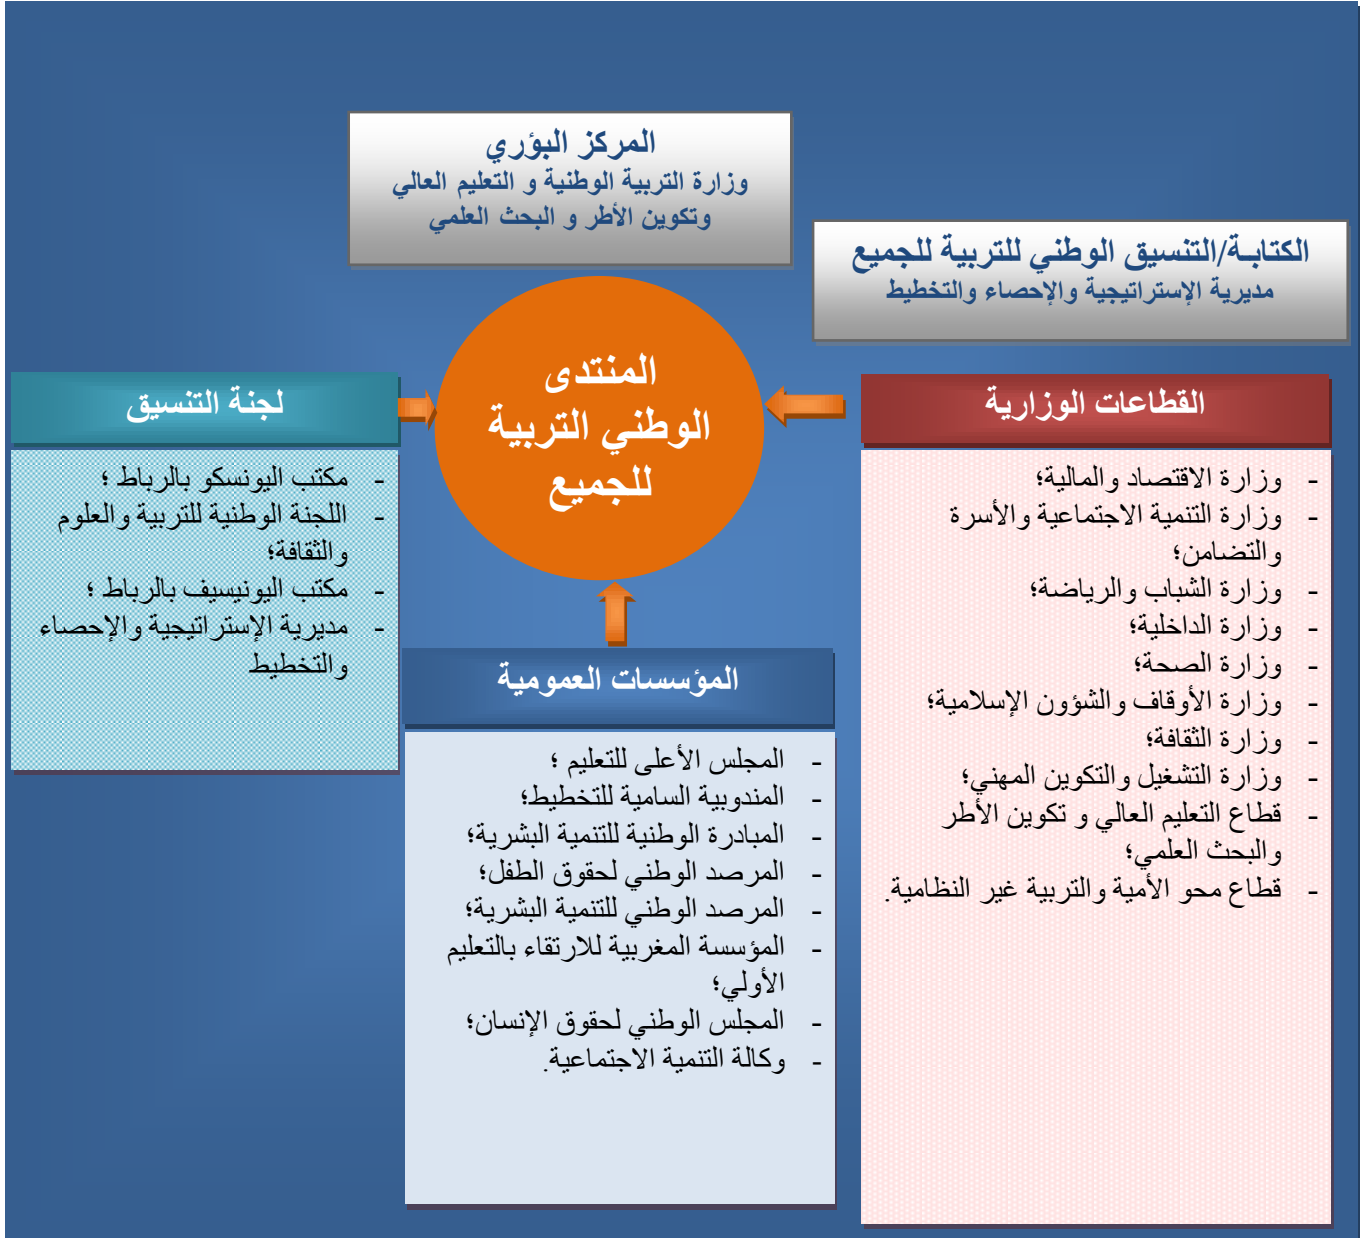 المركز البؤري
وزارة التربية الوطنية و التعليم العالي
وتكوين الأطر و البحث العلمي
الكتابـة/التنسيق الوطني للتربية للجميع
مديرية الإستراتيجية والإحصاء والتخطيط
المنتدى
الوطني التربية
للجميع
القطاعات الوزارية
- وزارة الاقتصاد والمالية؛
- وزارة التنمية الاجتماعية والأسرة
والتضامن؛
- وزارة الشباب والرياضة؛
- وزارة الداخلية؛
- وزارة الصحة؛
- وزارة الأوقاف والشؤون الإسلامية؛
- وزارة الثقافة؛
- وزارة التشغيل والتكوين المهني؛
- قطاع التعليم العالي و تكوين الأطر
والبحث العلمي؛
- قطاع محو الأمية والتربية غير النظامية.
لجنة التنسيق
- مكتب اليونسكو بالرباط ؛
- اللجنة الوطنية للتربية والعلوم
والثقافة؛
- مكتب اليونيسيف بالرباط ؛
- مديرية الإستراتيجية والإحصاء
والتخطيط
المؤسسات العمومية
- المجلس الأعلى للتعليم ؛
- المندوبية السامية للتخطيط؛
- المبادرة الوطنية للتنمية البشرية؛
- المرصد الوطني لحقوق الطفل؛
- المرصد الوطني للتنمية البشرية؛
- المؤسسة المغربية للارتقاء بالتعليم
الأولي؛
- المجلس الوطني لحقوق الإنسان؛
- وكالة التنمية الاجتماعية.